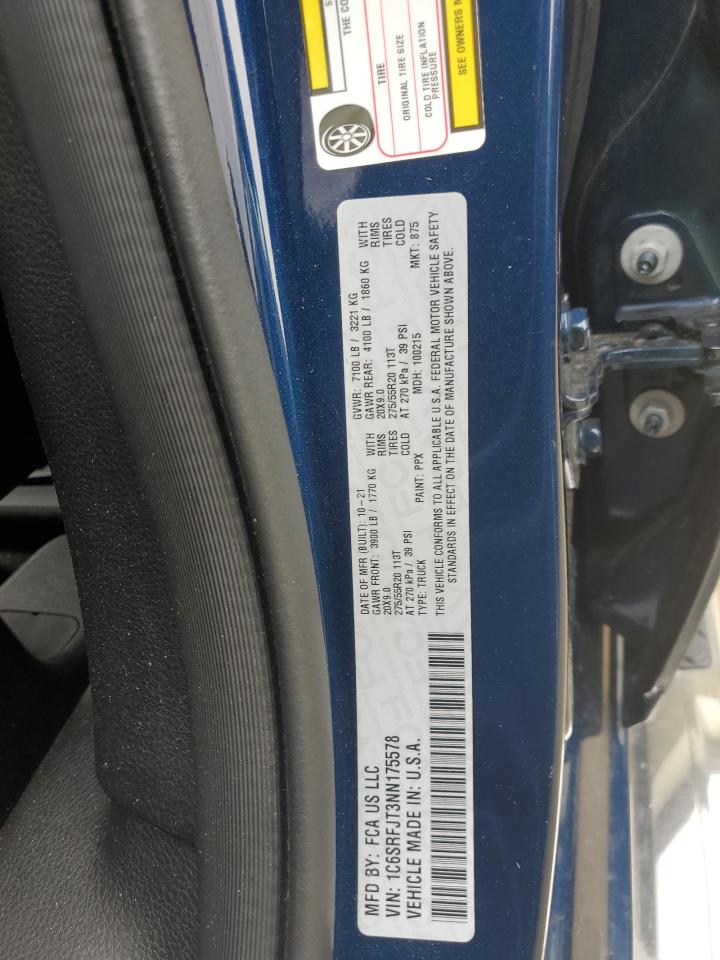 S
THE CO
TIRE
ORIGINAL TIRE SIZE
COLD TIRE INFLATION
PRESSURE
SEE OWNERS
MFD BY: FCA US LLC
VIN: 1C6SRFJT3NN175578
VEHICLE MADE IN: U.S.A.
DATE OF MFR (BUILT): 10-21 GVWR: 7100 LB / 3221 KG
GAWR FRONT: 3900 LB / 1770 KG WITH GAWR REAR: 4100 LB / 1860 KG WITH
20X9.0 RIMS 20X9.0 RIMS
275/55R20 113T TIRES 275/55R20 113T TIRES
AT 270 kPa / 39 PSI COLD AT 270 kPa / 39 PSI COLD
TYPE: TRUCK PAINT: PPX MDH: 100215 MKT: 875
THIS VEHICLE CONFORMS TO ALL APPLICABLE U.S.A. FEDERAL MOTOR VEHICLE SAFETY
STANDARDS IN EFFECT ON THE DATE OF MANUFACTURE SHOWN ABOVE.